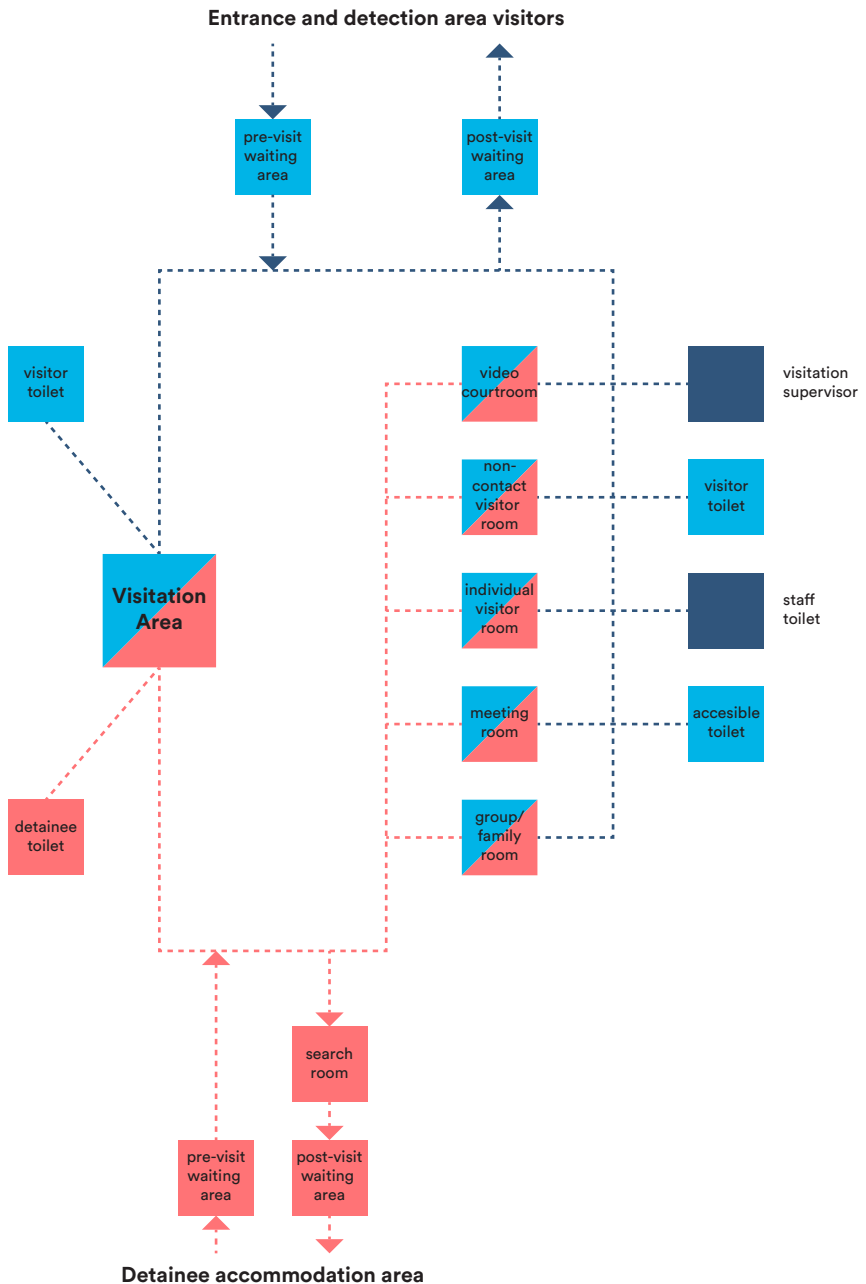 Entrance and detection area visitors
pre-visit
waiting
area
post-visit
waiting
area
visitor
toilet
video
courtroom
visitation
supervisor
non-
contact
visitor
room
visitor
toilet
Visitation
Area
individual
visitor
room
staff
toilet
meeting
room
accesible
toilet
detainee
toilet
group/
family
room
search
room
pre-visit
waiting
area
post-visit
waiting
area
Detainee accommodation area